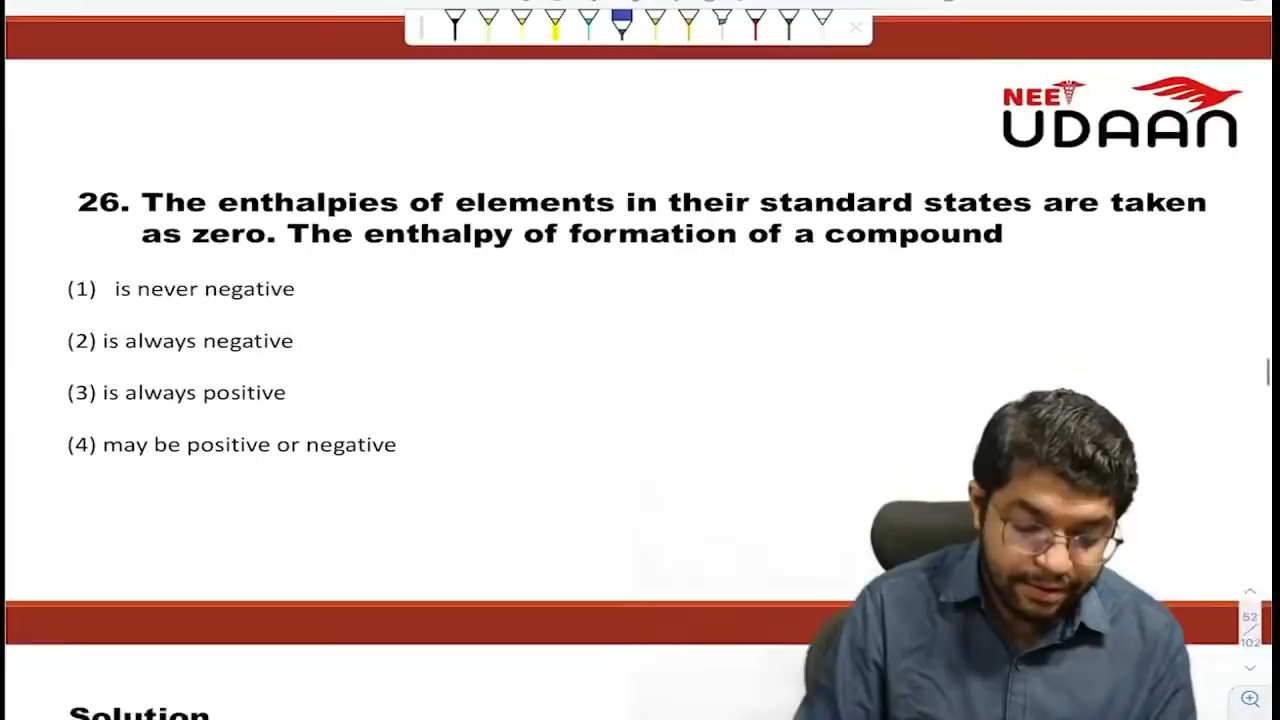 NEET
UDAAN
26. The enthalpies of elements in their standard states are taken
as zero. The enthalpy of formation of a compound
(1) is never negative
(2) is always negative
(3) is always positive
(4) may be positive or negative
52
/
102
Solution